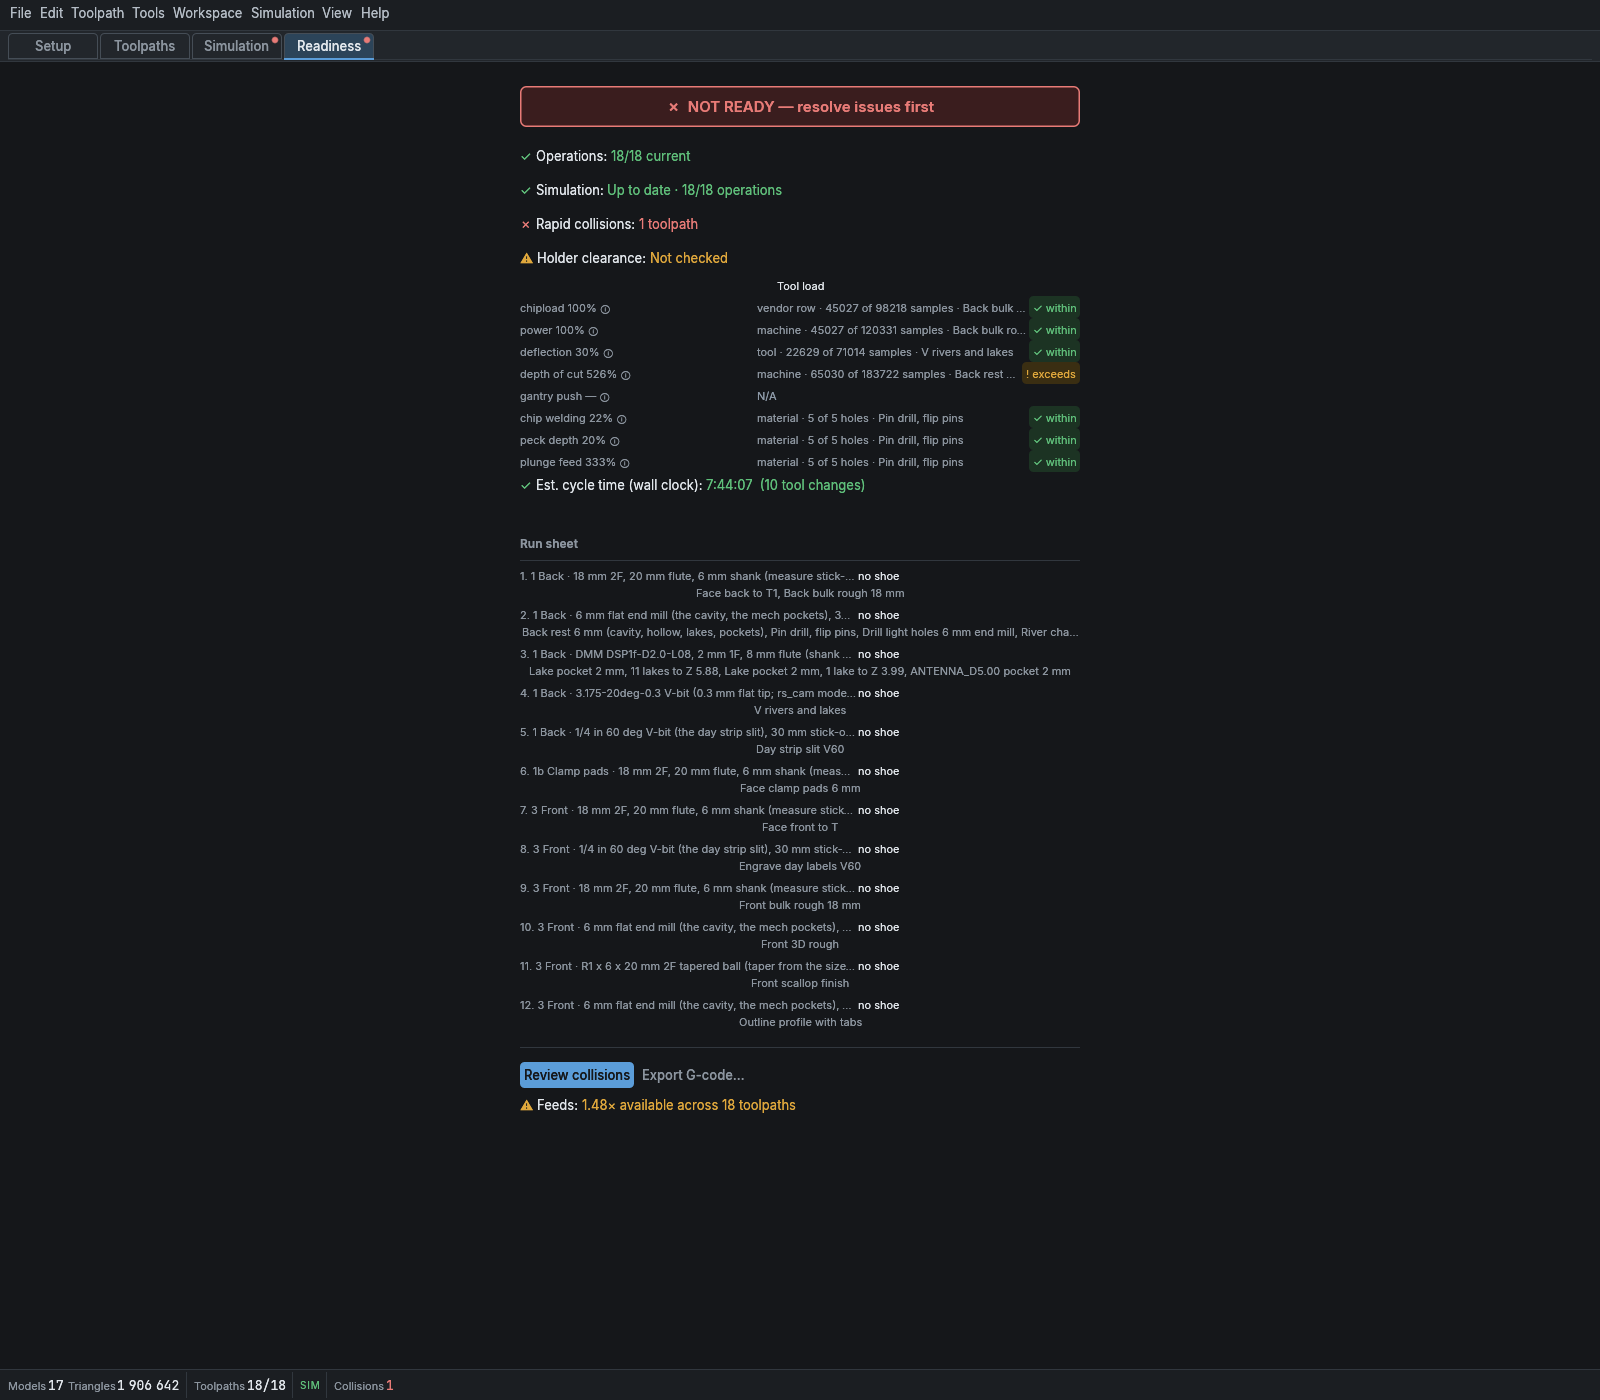 File Edit Toolpath Tools Workspace Simulation View Help
Setup Toolpaths Simulation Readiness
× NOT READY — resolve issues first
✓ Operations: 18/18 current
✓ Simulation: Up to date · 18/18 operations
× Rapid collisions: 1 toolpath
⚠ Holder clearance: Not checked
Tool load
chipload 100% ⓘ vendor row · 45027 of 98218 samples · Back bulk … ✓ within
power 100% ⓘ machine · 45027 of 120331 samples · Back bulk ro… ✓ within
deflection 30% ⓘ tool · 22629 of 71014 samples · V rivers and lakes ✓ within
depth of cut 526% ⓘ machine · 65030 of 183722 samples · Back rest … ! exceeds
gantry push — ⓘ N/A
chip welding 22% ⓘ material · 5 of 5 holes · Pin drill, flip pins ✓ within
peck depth 20% ⓘ material · 5 of 5 holes · Pin drill, flip pins ✓ within
plunge feed 333% ⓘ material · 5 of 5 holes · Pin drill, flip pins ✓ within
✓ Est. cycle time (wall clock): 7:44:07 (10 tool changes)
Run sheet
1. 1 Back · 18 mm 2F, 20 mm flute, 6 mm shank (measure stick-… no shoe
Face back to T1, Back bulk rough 18 mm
2. 1 Back · 6 mm flat end mill (the cavity, the mech pockets), 3… no shoe
Back rest 6 mm (cavity, hollow, lakes, pockets), Pin drill, flip pins, Drill light holes 6 mm end mill, River cha…
3. 1 Back · DMM DSP1f-D2.0-L08, 2 mm 1F, 8 mm flute (shank … no shoe
Lake pocket 2 mm, 11 lakes to Z 5.88, Lake pocket 2 mm, 1 lake to Z 3.99, ANTENNA_D5.00 pocket 2 mm
4. 1 Back · 3.175-20deg-0.3 V-bit (0.3 mm flat tip; rs_cam mode… no shoe
V rivers and lakes
5. 1 Back · 1/4 in 60 deg V-bit (the day strip slit), 30 mm stick-o… no shoe
Day strip slit V60
6. 1b Clamp pads · 18 mm 2F, 20 mm flute, 6 mm shank (meas… no shoe
Face clamp pads 6 mm
7. 3 Front · 18 mm 2F, 20 mm flute, 6 mm shank (measure stick… no shoe
Face front to T
8. 3 Front · 1/4 in 60 deg V-bit (the day strip slit), 30 mm stick-… no shoe
Engrave day labels V60
9. 3 Front · 18 mm 2F, 20 mm flute, 6 mm shank (measure stick… no shoe
Front bulk rough 18 mm
10. 3 Front · 6 mm flat end mill (the cavity, the mech pockets), … no shoe
Front 3D rough
11. 3 Front · R1 x 6 x 20 mm 2F tapered ball (taper from the size… no shoe
Front scallop finish
12. 3 Front · 6 mm flat end mill (the cavity, the mech pockets), … no shoe
Outline profile with tabs
Review collisions Export G-code…
⚠ Feeds: 1.48× available across 18 toolpaths
Models 17 Triangles 1 906 642 Toolpaths 18/18 SIM Collisions 1